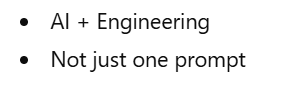 • AI + Engineering
• Not just one prompt